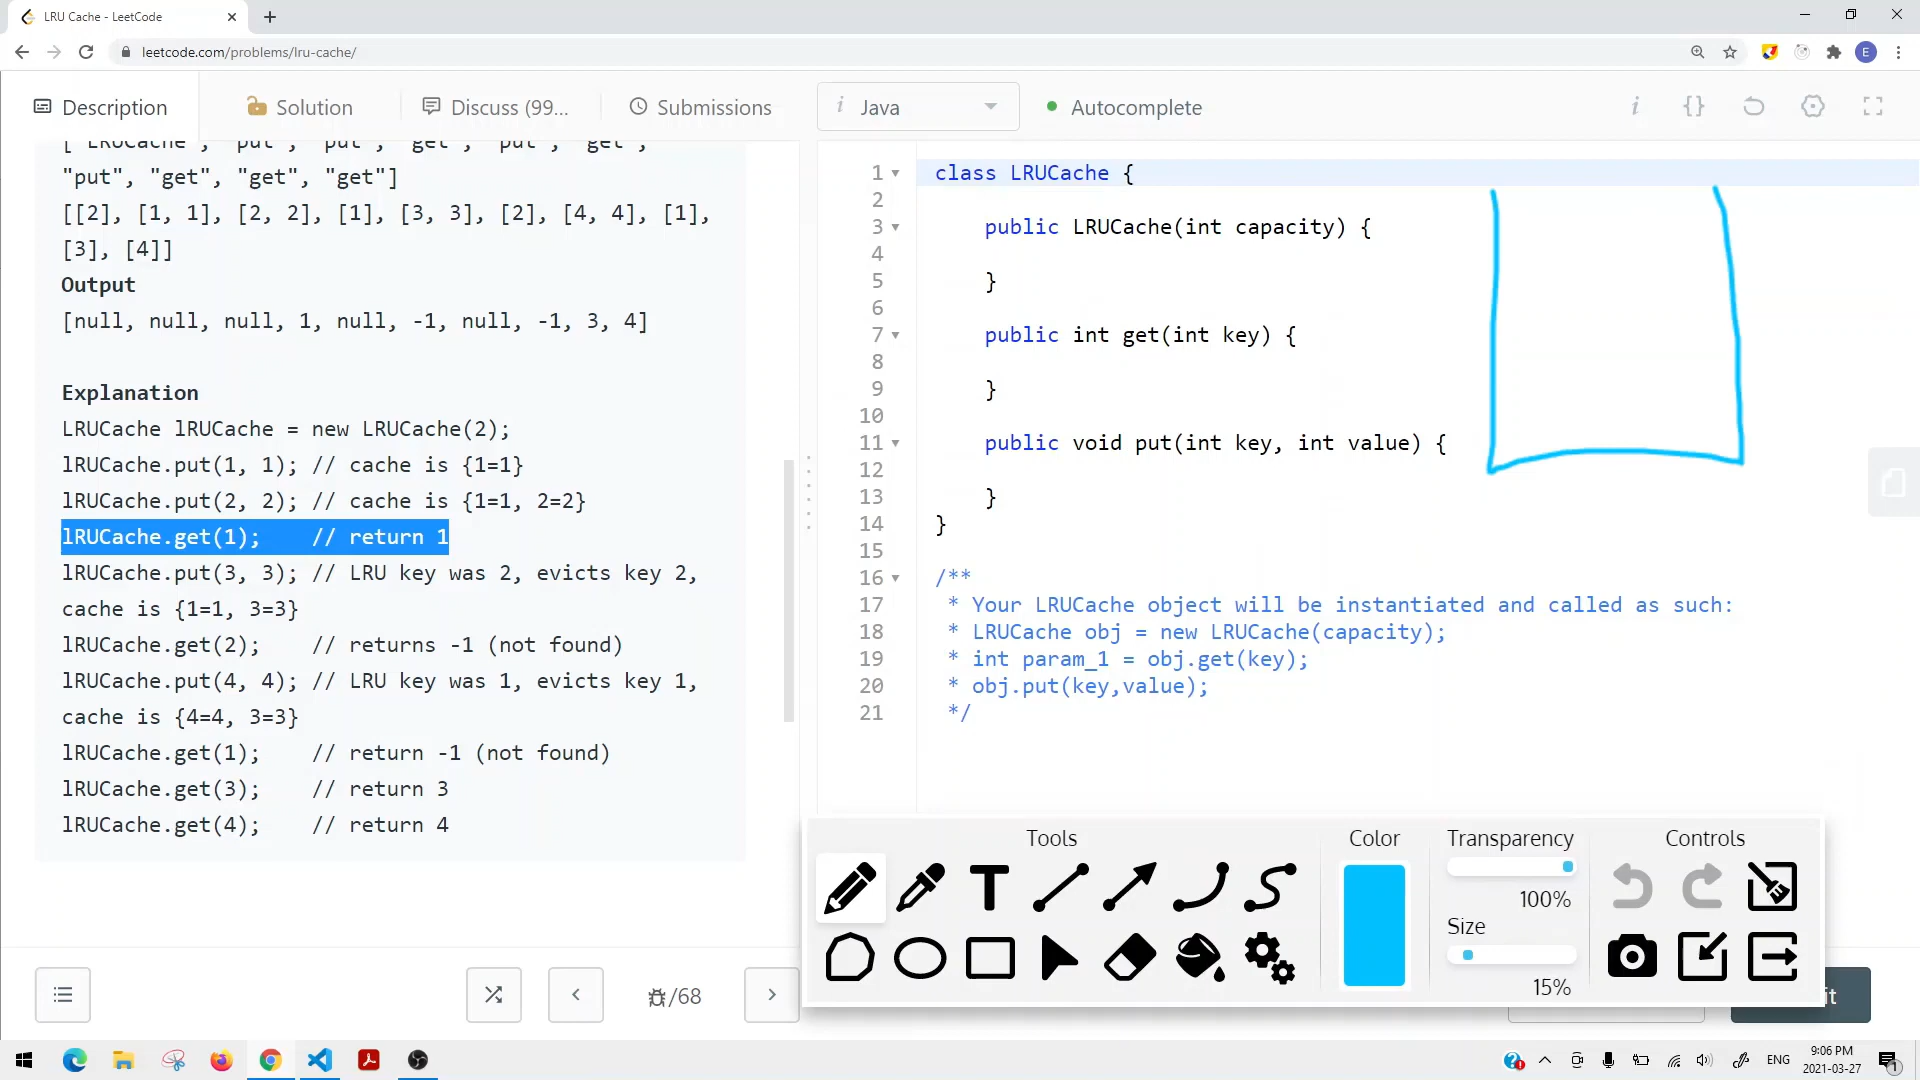 LRU Cache - LeetCode
leetcode.com/problems/lru-cache/
E
Description
Solution
Discuss (99...
Submissions
i Java
Autocomplete
["LRUCache", "put", "put", "get", "put", "get",
"put", "get", "get", "get"]
[[2], [1, 1], [2, 2], [1], [3, 3], [2], [4, 4], [1],
[3], [4]]
Output
[null, null, null, 1, null, -1, null, -1, 3, 4]
Explanation
LRUCache lRUCache = new LRUCache(2);
lRUCache.put(1, 1); // cache is {1=1}
lRUCache.put(2, 2); // cache is {1=1, 2=2}
lRUCache.get(1);    // return 1
lRUCache.put(3, 3); // LRU key was 2, evicts key 2,
cache is {1=1, 3=3}
lRUCache.get(2);    // returns -1 (not found)
lRUCache.put(4, 4); // LRU key was 1, evicts key 1,
cache is {4=4, 3=3}
lRUCache.get(1);    // return -1 (not found)
lRUCache.get(3);    // return 3
lRUCache.get(4);    // return 4
/68
1 class LRUCache {
2
3     public LRUCache(int capacity) {
4
5     }
6
7     public int get(int key) {
8
9     }
10
11     public void put(int key, int value) {
12
13     }
14 }
15
16 /**
17  * Your LRUCache object will be instantiated and called as such:
18  * LRUCache obj = new LRUCache(capacity);
19  * int param_1 = obj.get(key);
20  * obj.put(key,value);
21  */
Tools
Color
Transparency
100%
Size
15%
Controls
it
ENG
9:06 PM
2021-03-27
1